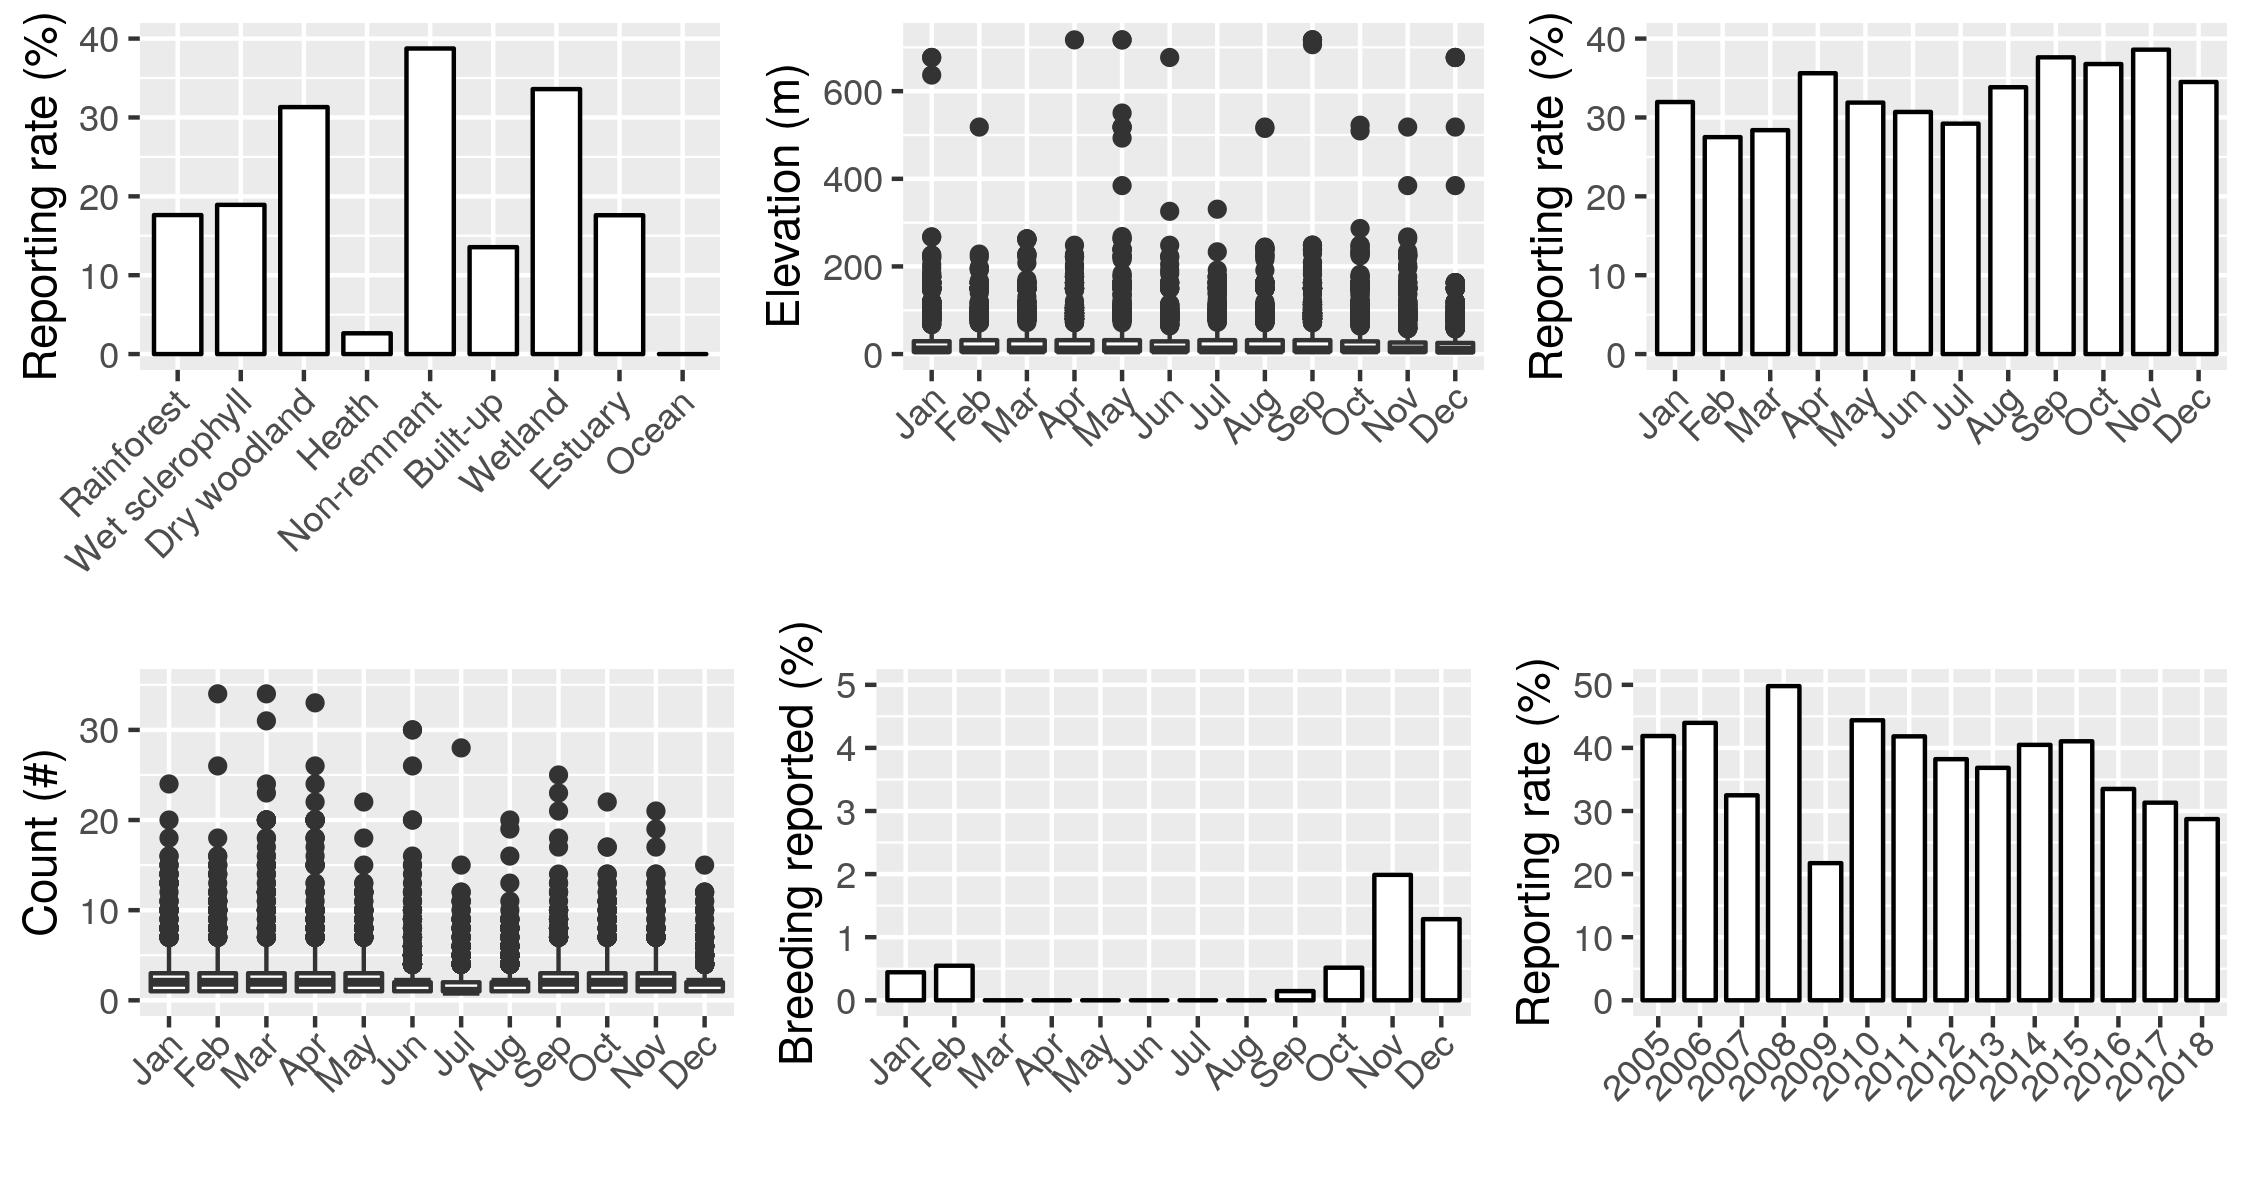 Reporting rate (%)
40
30
20
10
0
Rainforest
Wet sclerophyll
Dry woodland
Heath
Non-remnant
Built-up
Wetland
Estuary
Ocean
Elevation (m)
600
400
200
0
Jan
Feb
Mar
Apr
May
Jun
Jul
Aug
Sep
Oct
Nov
Dec
Reporting rate (%)
40
30
20
10
0
Jan
Feb
Mar
Apr
May
Jun
Jul
Aug
Sep
Oct
Nov
Dec
Count (#)
30
20
10
0
Jan
Feb
Mar
Apr
May
Jun
Jul
Aug
Sep
Oct
Nov
Dec
Breeding reported (%)
5
4
3
2
1
0
Jan
Feb
Mar
Apr
May
Jun
Jul
Aug
Sep
Oct
Nov
Dec
Reporting rate (%)
50
40
30
20
10
0
2005
2006
2007
2008
2009
2010
2011
2012
2013
2014
2015
2016
2017
2018